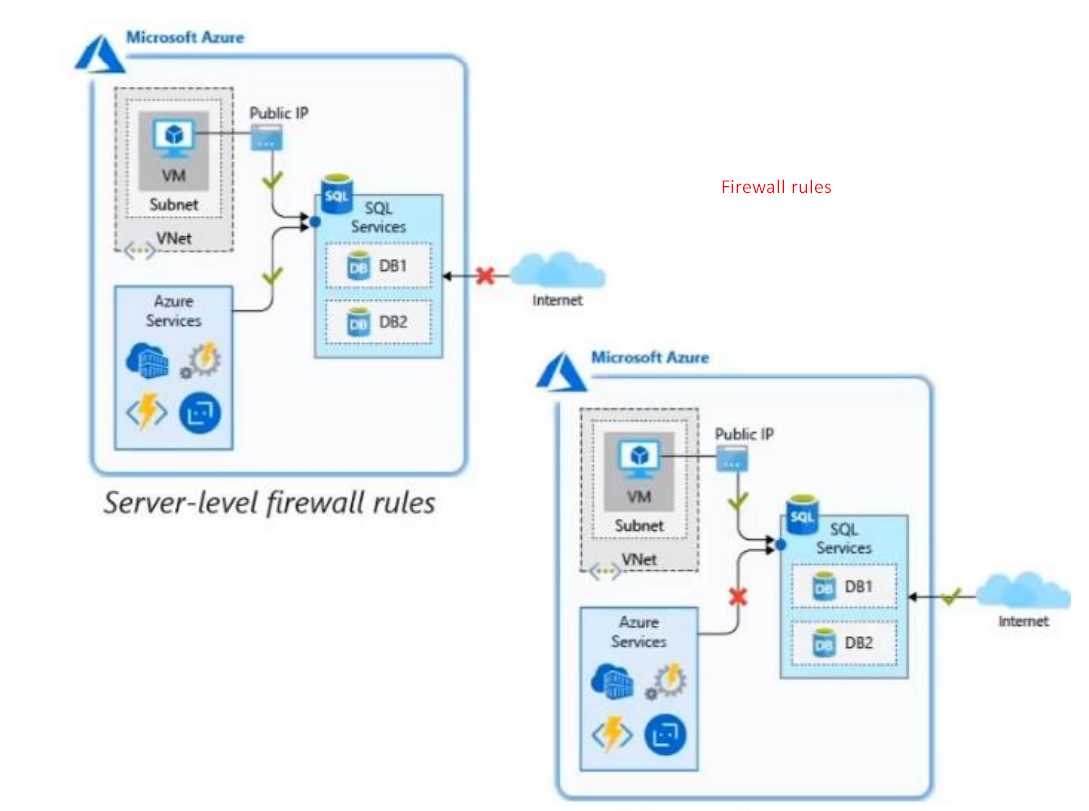 Microsoft Azure
Public IP
VM
Subnet
VNet
SQL
SQL
Services
DB DB1
DB DB2
Azure
Services
Internet
Server-level firewall rules
Firewall rules
Microsoft Azure
Public IP
VM
Subnet
VNet
SQL
SQL
Services
DB DB1
DB DB2
Azure
Services
Internet